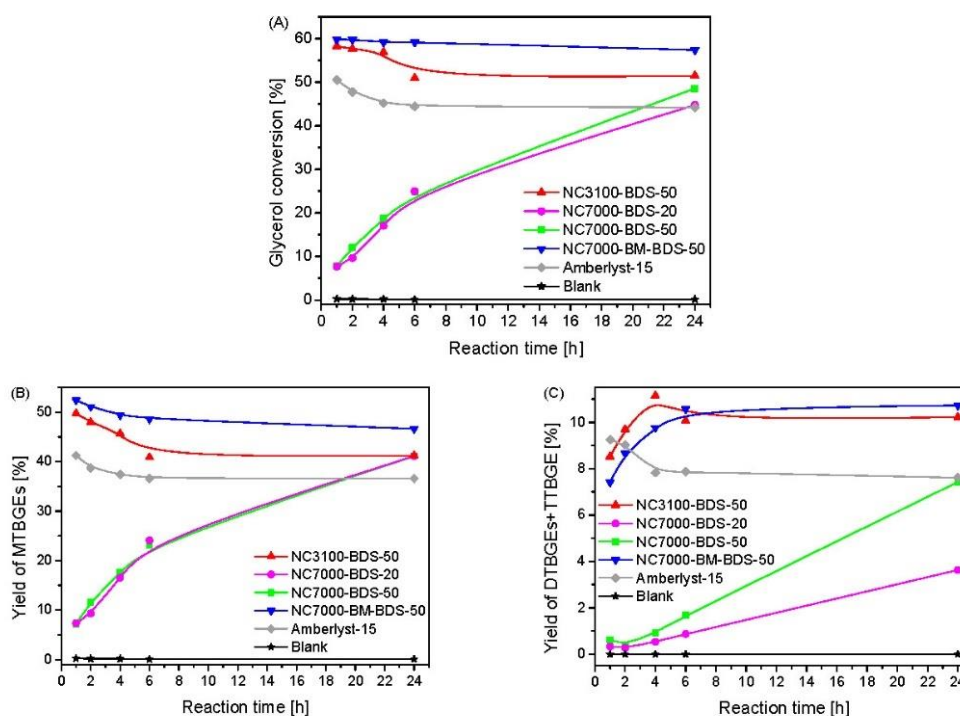 (A)
Glycerol conversion [%]
60
50
40
30
20
10
0
NC3100-BDS-50
NC7000-BDS-20
NC7000-BDS-50
NC7000-BM-BDS-50
Amberlyst-15
Blank
0 2 4 6 8 10 12 14 16 18 20 22 24
Reaction time [h]
(B)
Yield of MTBGEs [%]
50
40
30
20
10
0
NC3100-BDS-50
NC7000-BDS-20
NC7000-BDS-50
NC7000-BM-BDS-50
Amberlyst-15
Blank
0 2 4 6 8 10 12 14 16 18 20 22 24
Reaction time [h]
(C)
Yield of DTBGEs+TTBGE [%]
10
8
6
4
2
0
NC3100-BDS-50
NC7000-BDS-20
NC7000-BDS-50
NC7000-BM-BDS-50
Amberlyst-15
Blank
0 2 4 6 8 10 12 14 16 18 20 22 24
Reaction time [h]